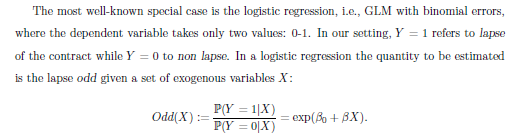 The most well-known special case is the logistic regression, i.e., GLM with binomial errors,
where the dependent variable takes only two values: 0-1. In our setting, Y = 1 refers to lapse
of the contract while Y = 0 to non lapse. In a logistic regression the quantity to be estimated
is the lapse odd given a set of exogenous variables X:
Odd(X) := ℙ(Y = 1|X) / ℙ(Y = 0|X) = exp(β₀ + βX).